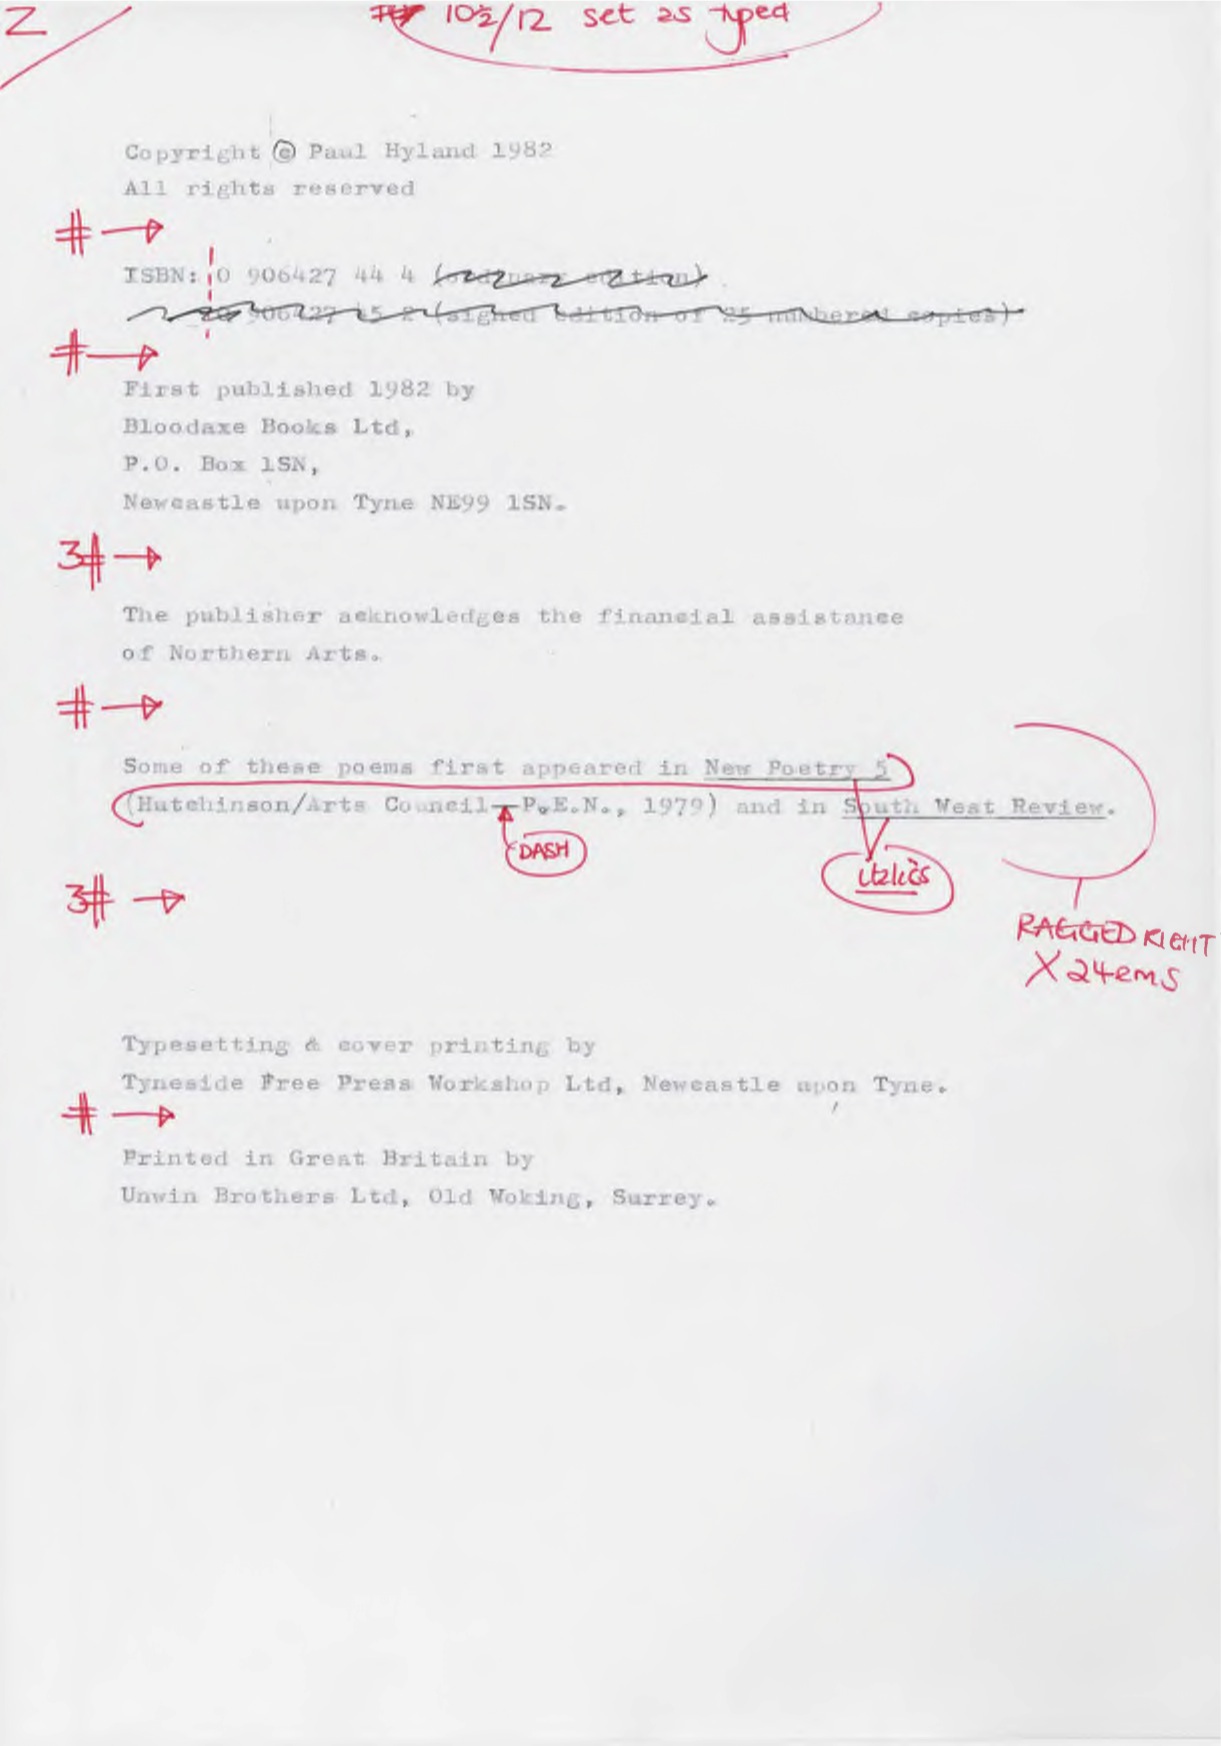 2
10½/12 set as typed
Copyright © Paul Hyland 1982
All rights reserved
# →
ISBN: 0 906427 44 4 (ordinary edition)
906427 45 2 (signed edition of 25 numbered copies)
# →
First published 1982 by
Bloodaxe Books Ltd,
P.O. Box 1SN,
Newcastle upon Tyne NE99 1SN.
3# →
The publisher acknowledges the financial assistance
of Northern Arts.
# →
Some of these poems first appeared in New Poetry 5
(Hutchinson/Arts Council—P.E.N., 1979) and in South West Review.
DASH
italics
3# →
RAGGED RIGHT
X 24ems
Typesetting & cover printing by
Tyneside Free Press Workshop Ltd, Newcastle upon Tyne.
# →
Printed in Great Britain by
Unwin Brothers Ltd, Old Woking, Surrey.